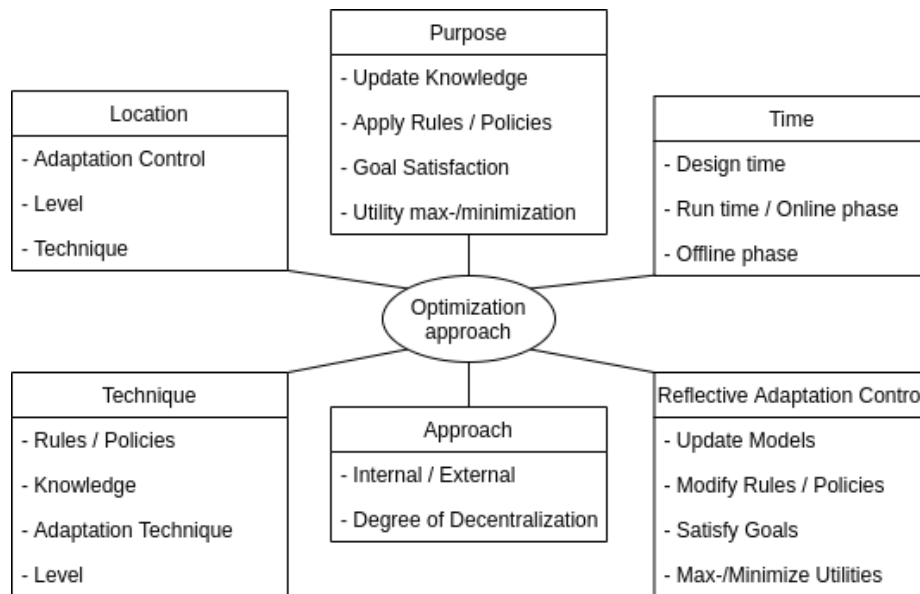 Purpose
- Update Knowledge
- Apply Rules / Policies
- Goal Satisfaction
- Utility max-/minimization
Location
- Adaptation Control
- Level
- Technique
Time
- Design time
- Run time / Online phase
- Offline phase
Optimization
approach
Technique
- Rules / Policies
- Knowledge
- Adaptation Technique
- Level
Approach
- Internal / External
- Degree of Decentralization
Reflective Adaptation Contro
- Update Models
- Modify Rules / Policies
- Satisfy Goals
- Max-/Minimize Utilities